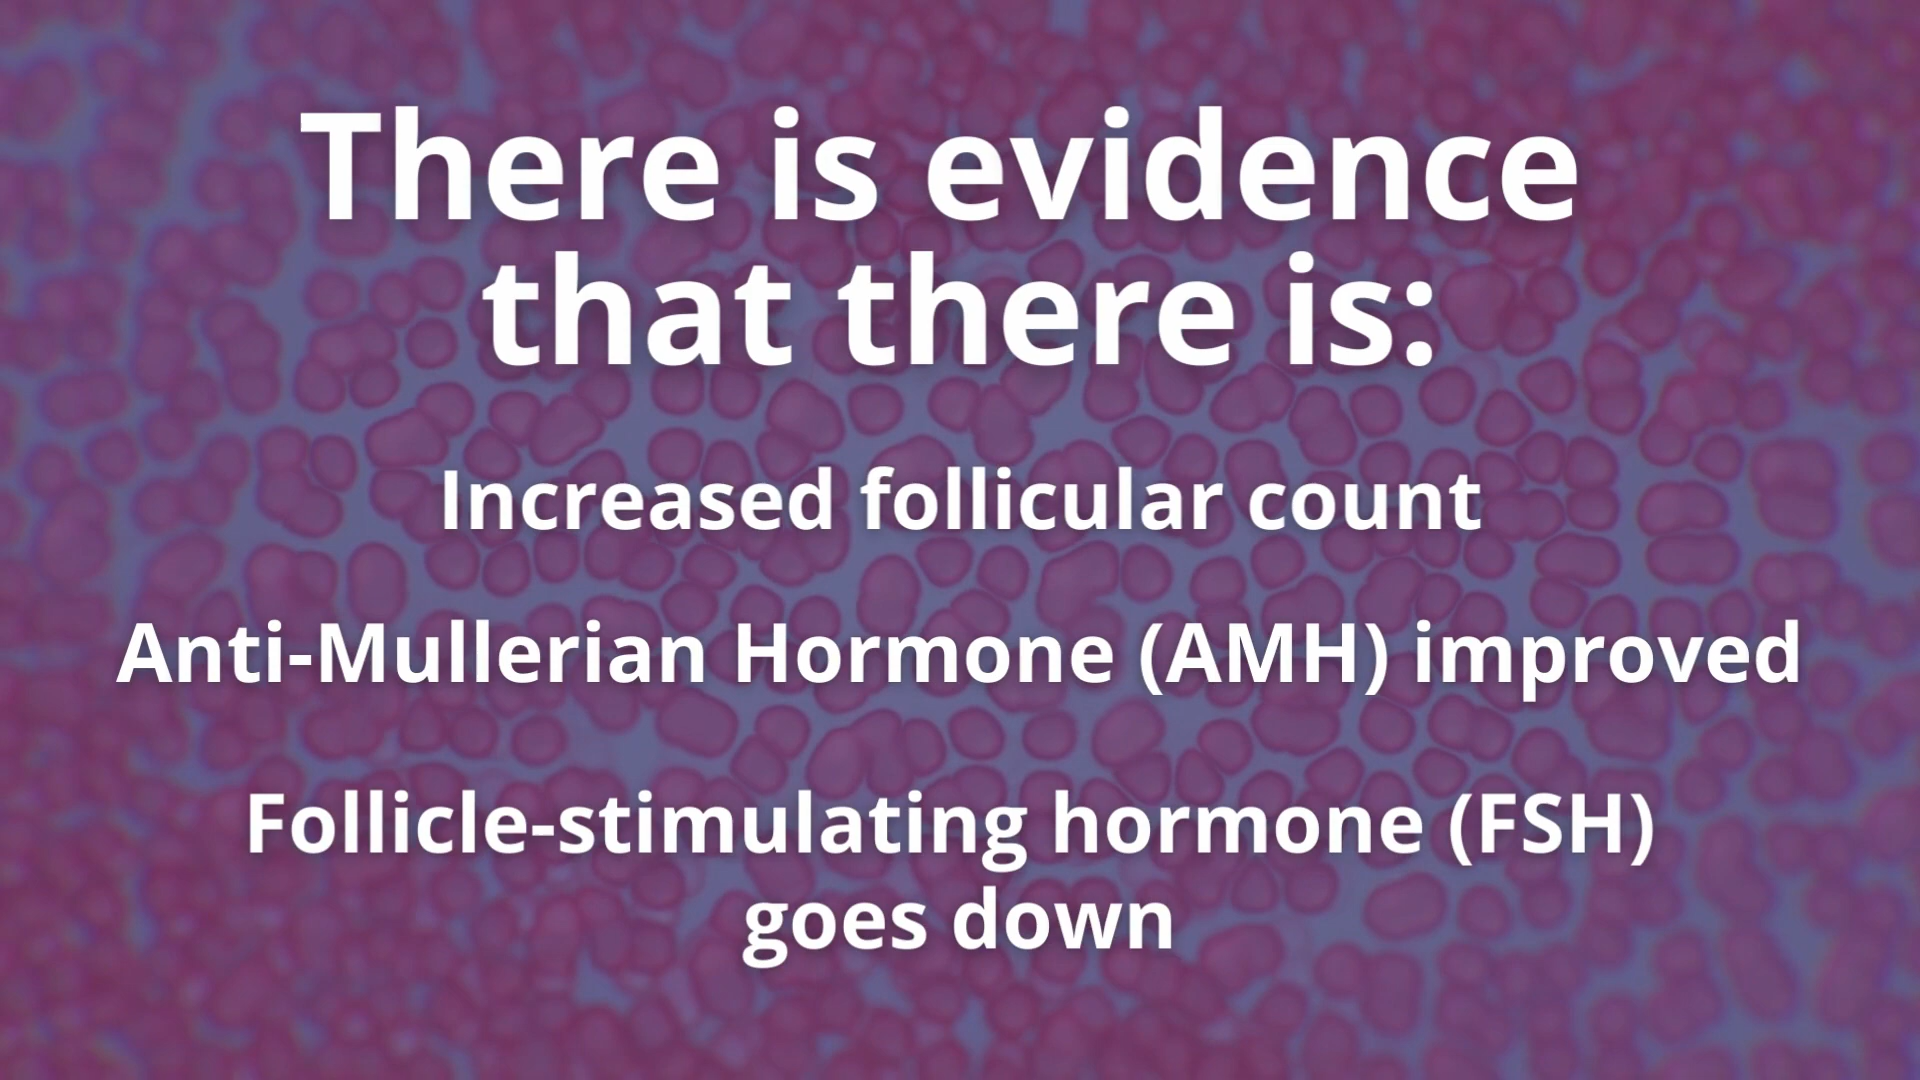 There is evidence
that there is:
Increased follicular count
Anti-Mullerian Hormone (AMH) improved
Follicle-stimulating hormone (FSH)
goes down